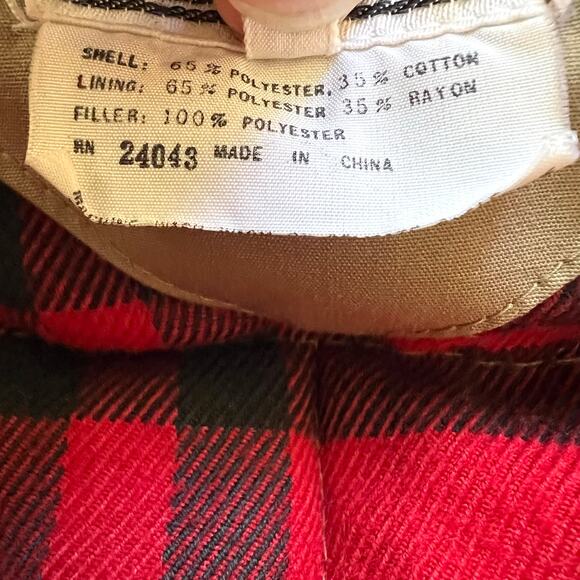 SHELL: 65% POLYESTER, 35% COTTON
LINING: 65% POLYESTER 35% RAYON
FILLER: 100% POLYESTER
RN 24043 MADE IN CHINA